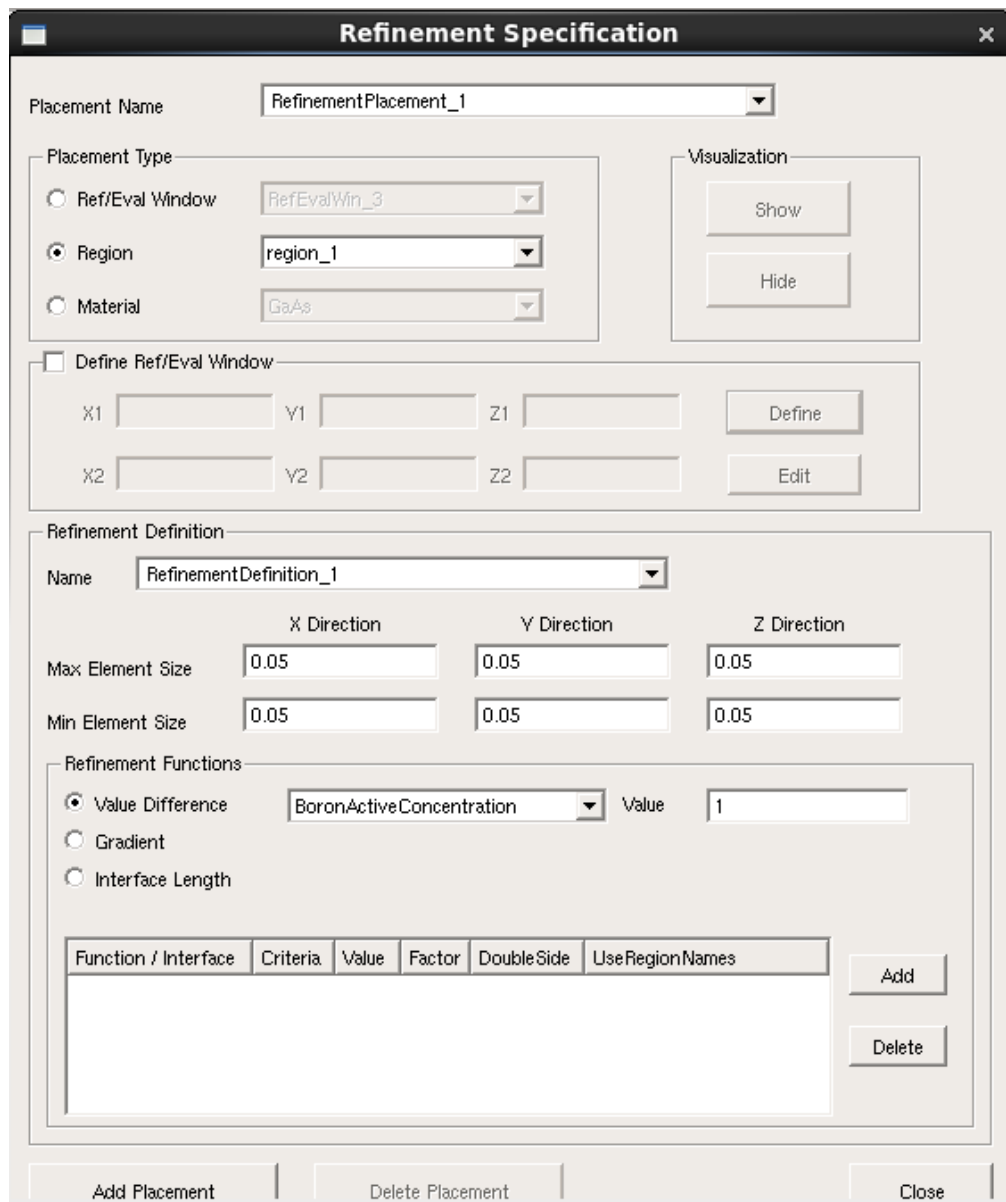 Refinement Specification
Placement Name RefinementPlacement_1
Placement Type
Ref/Eval Window RefEvalWin_3
Region region_1
Material GaAs
Visualization
Show
Hide
Define Ref/Eval Window
X1 Y1 Z1 Define
X2 Y2 Z2 Edit
Refinement Definition
Name RefinementDefinition_1
X Direction Y Direction Z Direction
Max Element Size 0.05 0.05 0.05
Min Element Size 0.05 0.05 0.05
Refinement Functions
Value Difference BoronActiveConcentration Value 1
Gradient
Interface Length
Function / Interface Criteria Value Factor DoubleSide UseRegionNames
Add
Delete
Add Placement Delete Placement Close